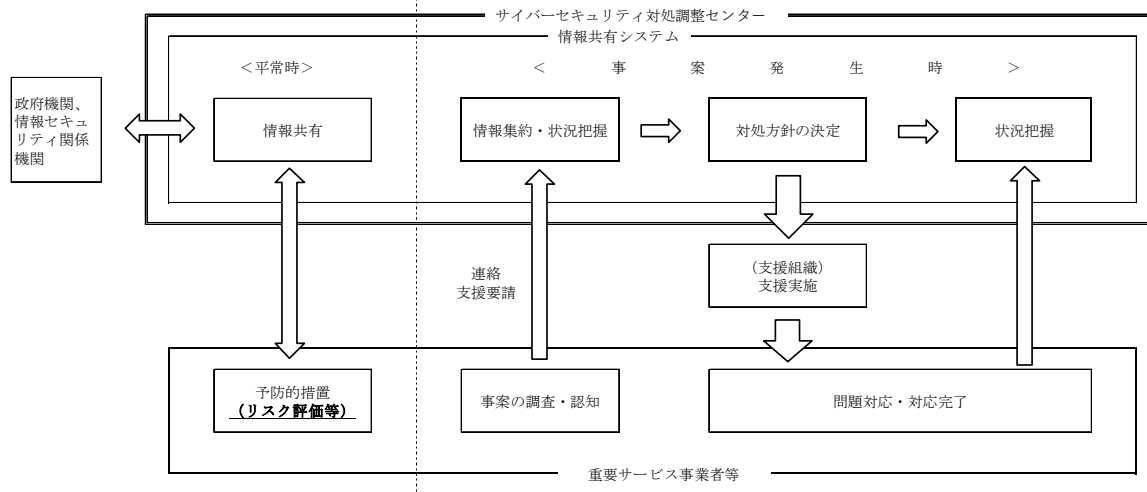 サイバーセキュリティ対処調整センター
情報共有システム
＜平常時＞
＜事案発生時＞
政府機関、
情報セキュ
リティ関係
機関
情報共有
情報集約・状況把握
対処方針の決定
状況把握
連絡
支援要請
（支援組織）
支援実施
予防的措置
（リスク評価等）
事案の調査・認知
問題対応・対応完了
重要サービス事業者等